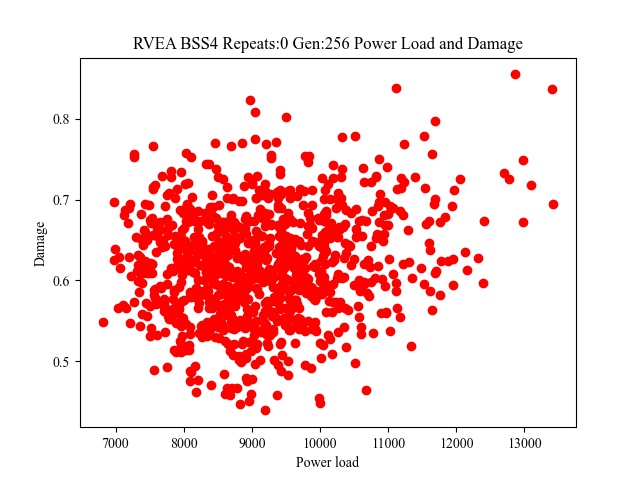 RVEA BSS4 Repeats:0 Gen:256 Power Load and Damage
0.8
0.7
0.6
0.5
Damage
7000 8000 9000 10000 11000 12000 13000
Power load